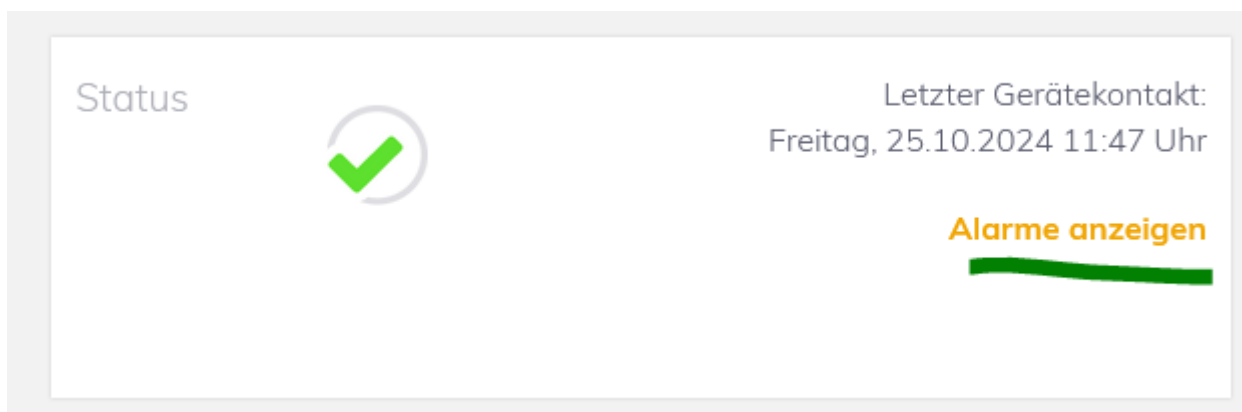 Status
Letzter Gerätekontakt:
Freitag, 25.10.2024 11:47 Uhr
Alarme anzeigen